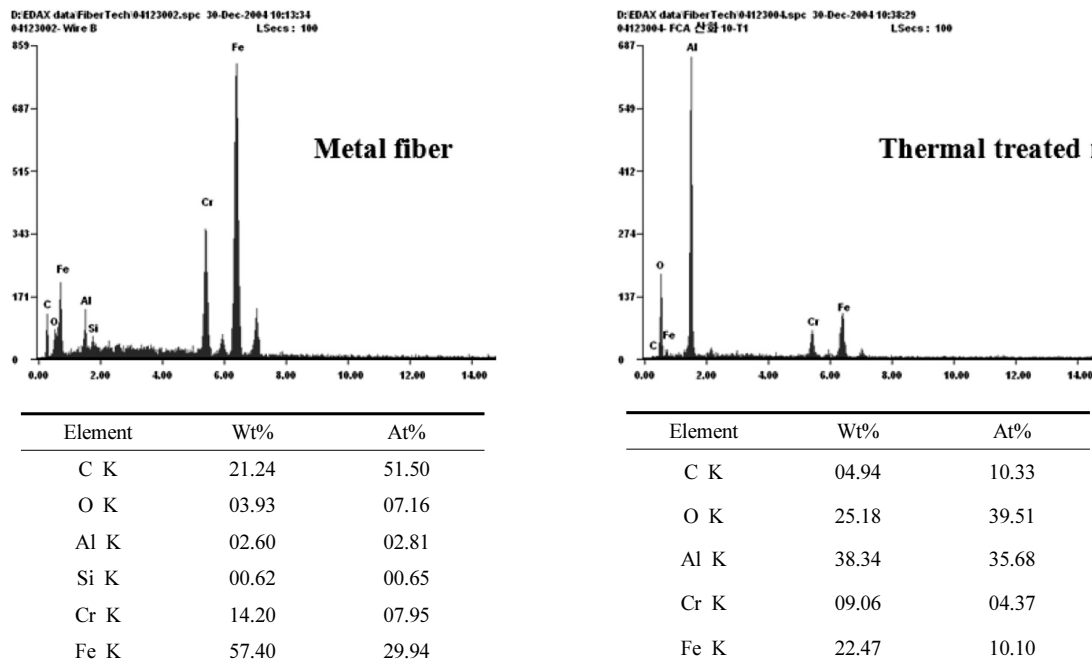 D:\EDAX data\FiberTech\04123002.spc 30-Dec-2004 10:13:34
04123002- Wire B LSecs : 100
859
687
515
343
171
0
Fe
Cr
Fe
C
O
Al
Si
Metal fiber
0.00 2.00 4.00 6.00 8.00 10.00 12.00 14.00
Element Wt% At%
C K 21.24 51.50
O K 03.93 07.16
Al K 02.60 02.81
Si K 00.62 00.65
Cr K 14.20 07.95
Fe K 57.40 29.94
D:\EDAX data\FiberTech\04123004.spc 30-Dec-2004 10:38:29
04123004- FCA 산화 10-T1 LSecs : 100
687
549
412
274
137
0
Al
O
C
Fe
Cr
Fe
Thermal treated
0.00 2.00 4.00 6.00 8.00 10.00 12.00 14.00
Element Wt% At%
C K 04.94 10.33
O K 25.18 39.51
Al K 38.34 35.68
Cr K 09.06 04.37
Fe K 22.47 10.10